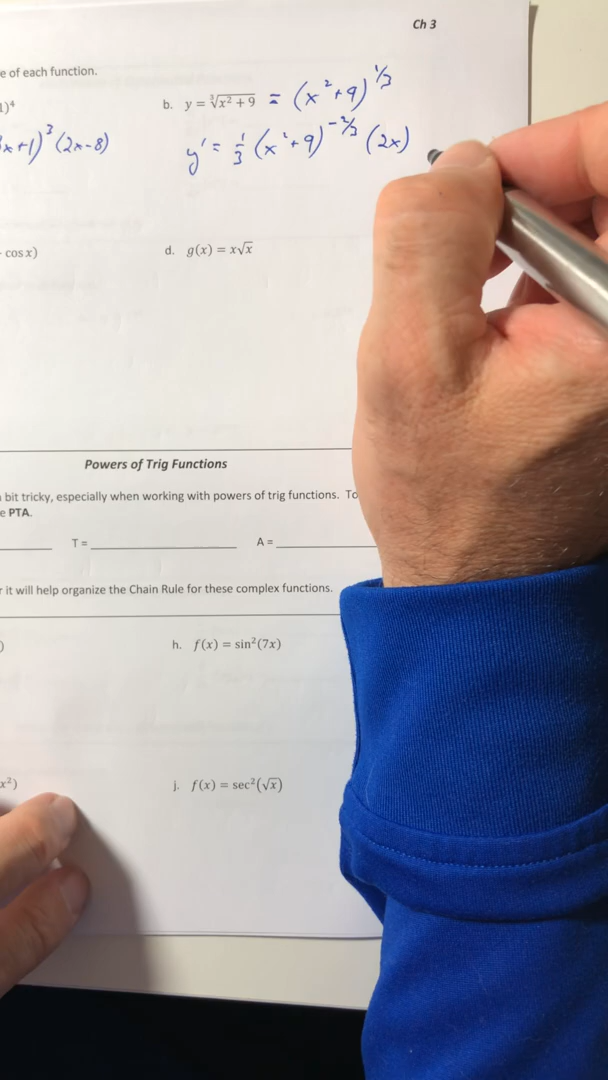 Ch 3
e of each function.
1)⁴
b. y = ∛(x² + 9) = (x² + 9)^(1/3)
x + 1)³ (2x - 8)
y' = 1/3 (x² + 9)^(-2/3) (2x)
cos x)
d. g(x) = x√x
Powers of Trig Functions
bit tricky, especially when working with powers of trig functions. To
e PTA.
T =
A =
r it will help organize the Chain Rule for these complex functions.
)
h. f(x) = sin²(7x)
x²)
j. f(x) = sec²(√x)